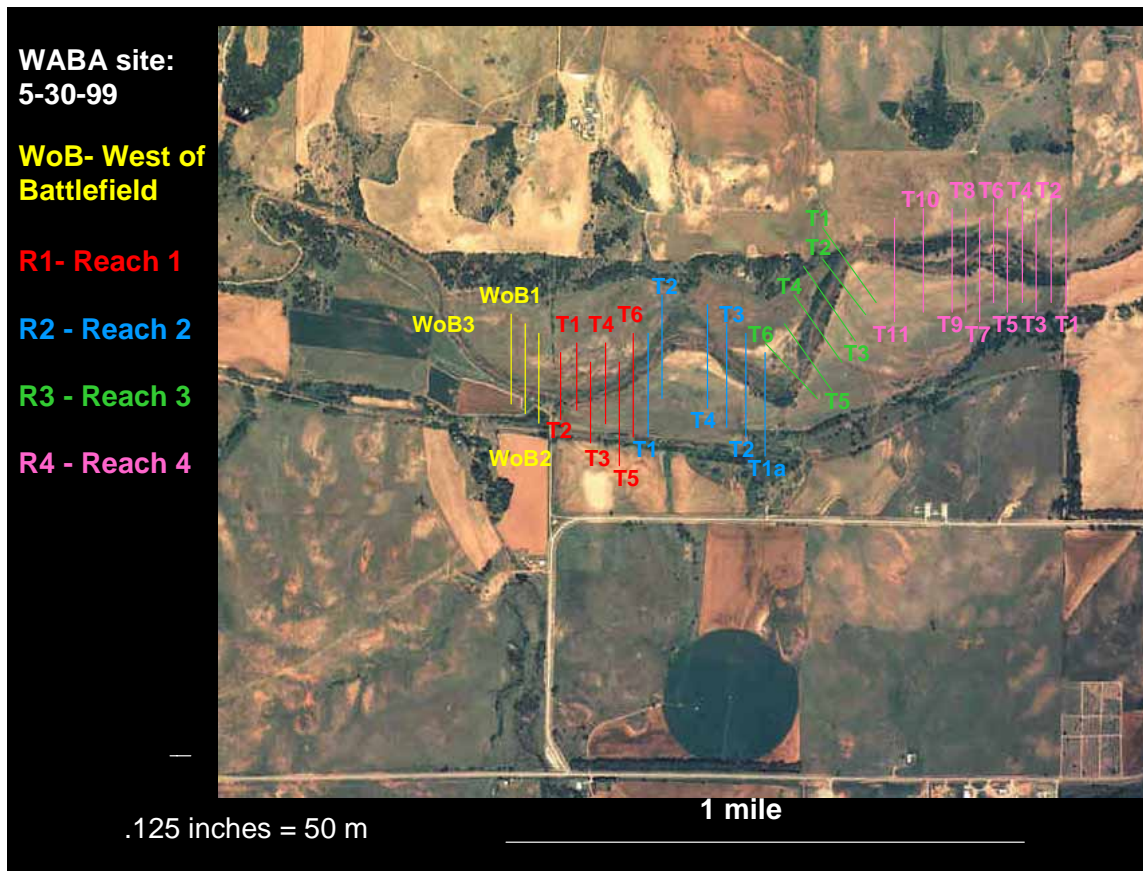 WABA site:
5-30-99
WoB- West of
Battlefield
R1- Reach 1
R2 - Reach 2
R3 - Reach 3
R4 - Reach 4
WoB1
WoB3
WoB2
T1
T4
T6
T2
T3
T5
T2
T3
T1
T4
T2
T1a
T1
T2
T4
T6
T3
T5
T10
T8
T6
T4
T2
T11
T9
T7
T5
T3
T1
1 mile
.125 inches = 50 m